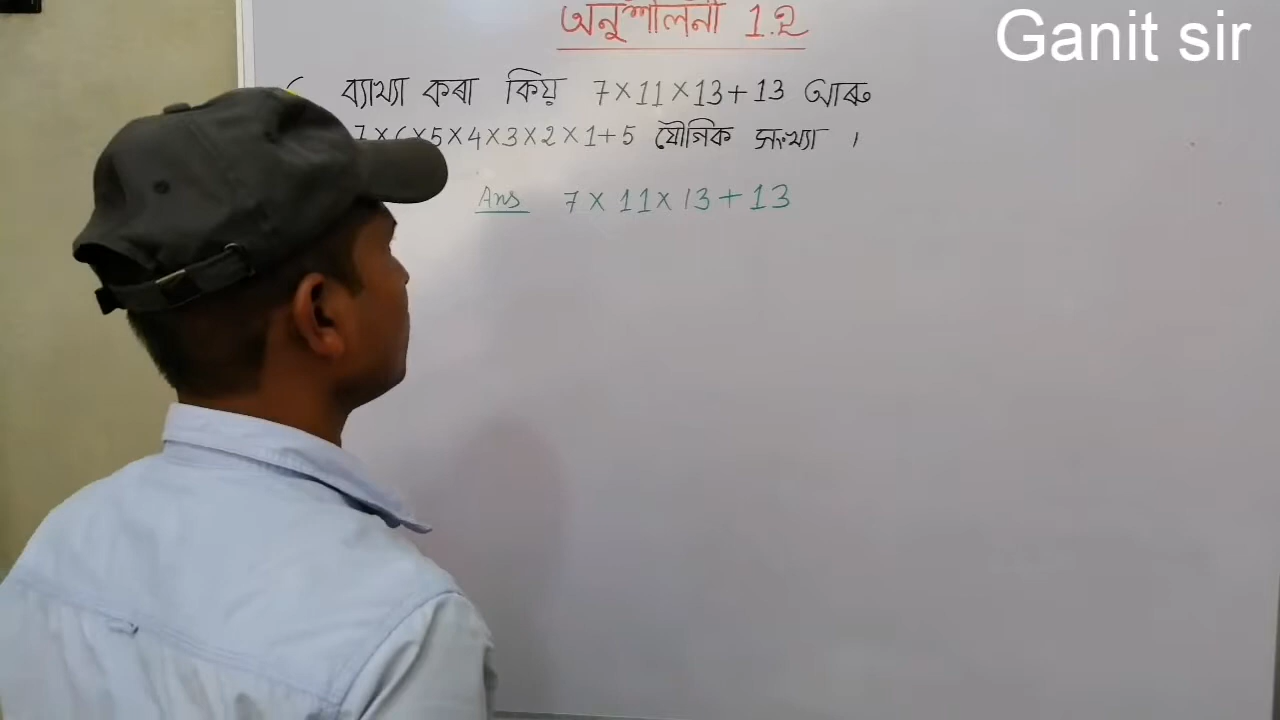 অনুশীলনী 1.2
Ganit sir
ব্যাখ্যা কৰা কিয় 7×11×13+13 আৰু
7×6×5×4×3×2×1+5 যৌগিক সংখ্যা ।
Ans 7×11×13+13